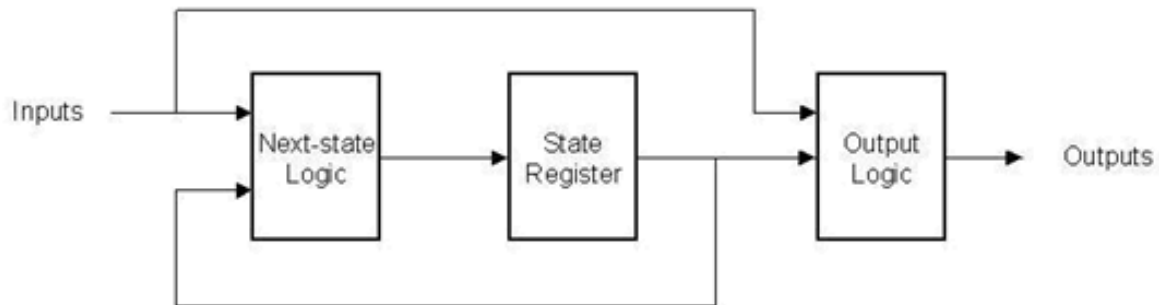 Inputs
Next-state
Logic
State
Register
Output
Logic
Outputs